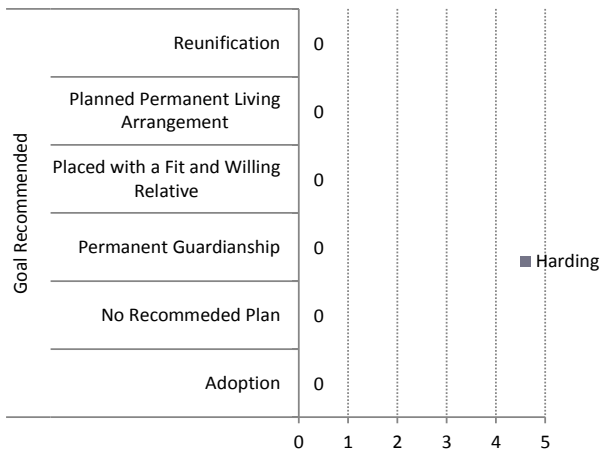 Goal Recommended
Reunification
0
Planned Permanent Living
Arrangement
0
Placed with a Fit and Willing
Relative
0
Permanent Guardianship
0
No Recommeded Plan
0
Adoption
0
Harding
0 1 2 3 4 5